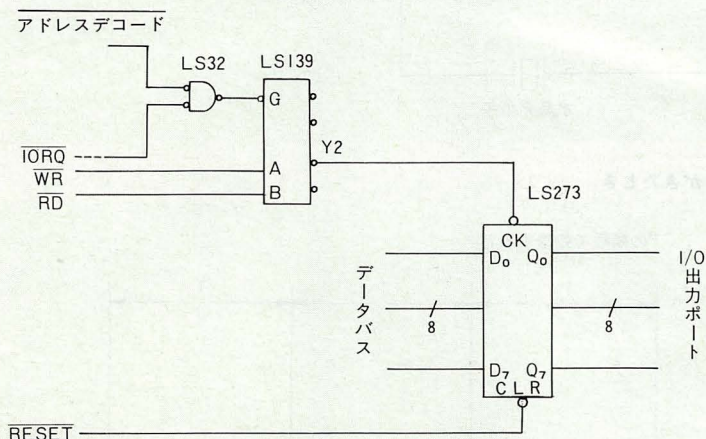 アドレスデコード
LS32
LS139
G
Y2
IORQ
WR
A
RD
B
LS273
CK
D₀ Q₀
データバス
8
8
I/O出力ポート
D₇ Q₇
CLR
RESET